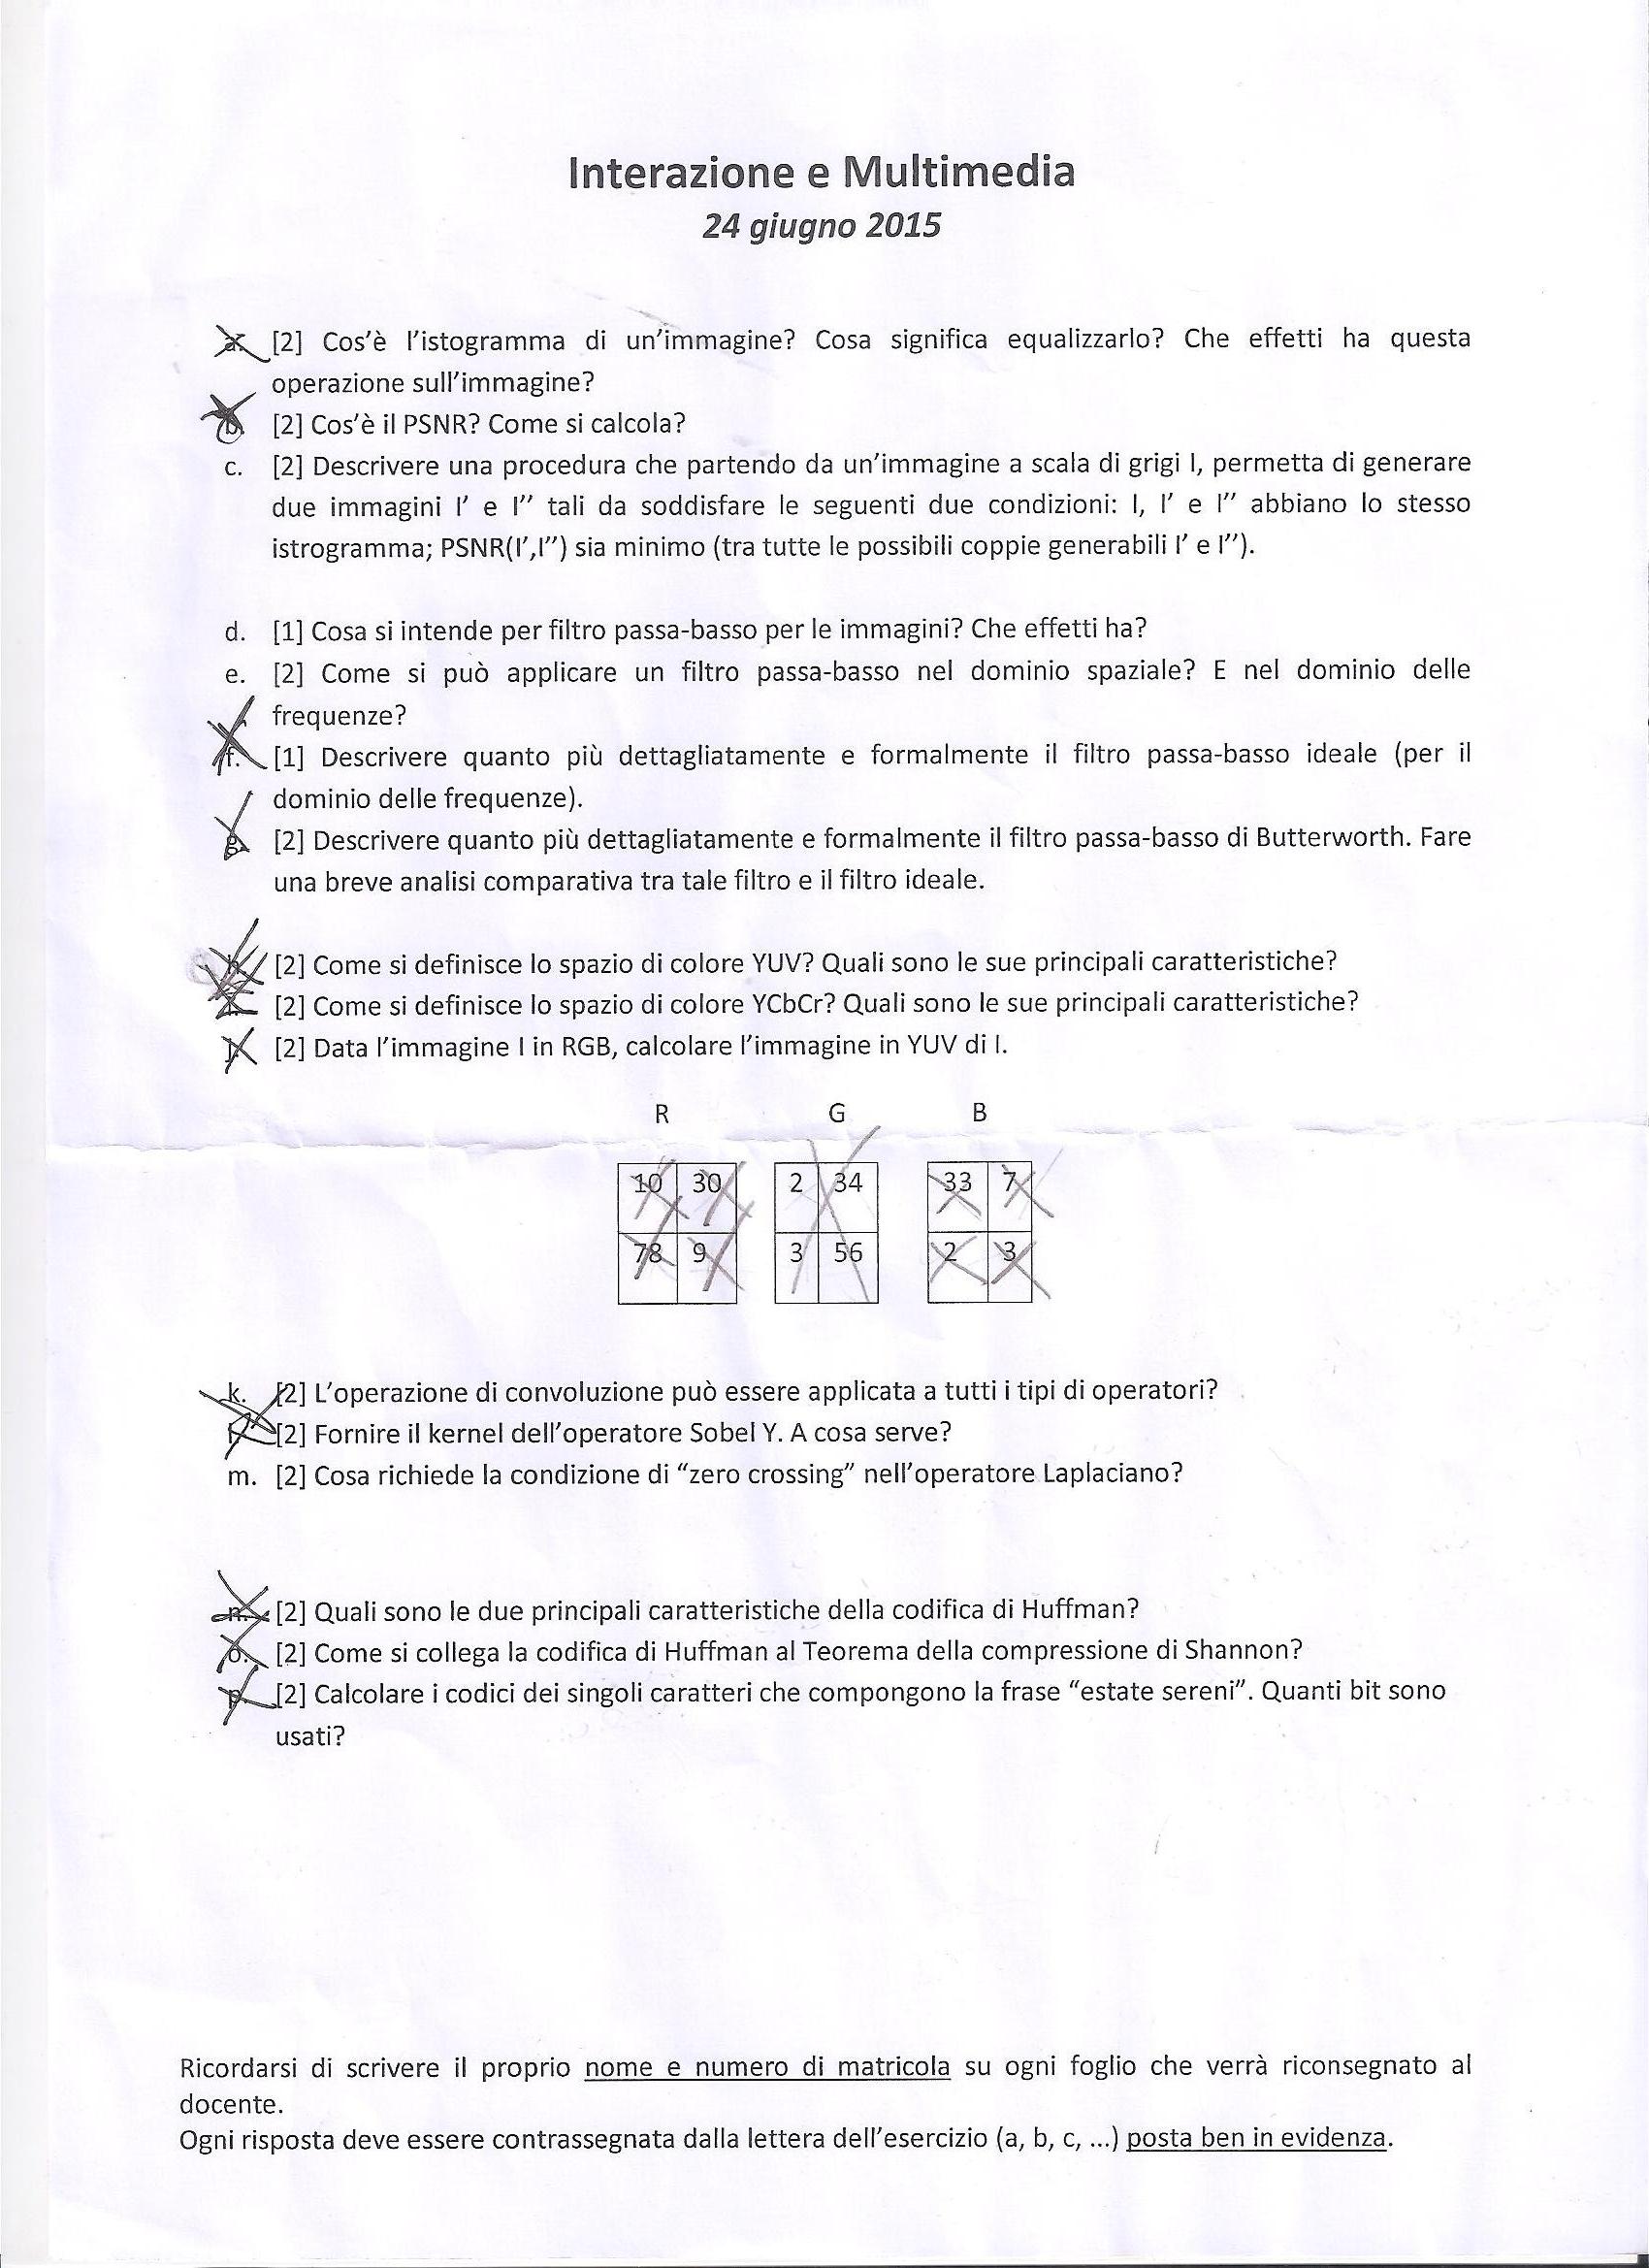 Interazione e Multimedia
24 giugno 2015
a. [2] Cos'è l'istogramma di un'immagine? Cosa significa equalizzarlo? Che effetti ha questa
operazione sull'immagine?
b. [2] Cos'è il PSNR? Come si calcola?
c. [2] Descrivere una procedura che partendo da un'immagine a scala di grigi I, permetta di generare
due immagini I' e I'' tali da soddisfare le seguenti due condizioni: I, I' e I'' abbiano lo stesso
istrogramma; PSNR(I',I'') sia minimo (tra tutte le possibili coppie generabili I' e I'').
d. [1] Cosa si intende per filtro passa-basso per le immagini? Che effetti ha?
e. [2] Come si può applicare un filtro passa-basso nel dominio spaziale? E nel dominio delle
frequenze?
f. [1] Descrivere quanto più dettagliatamente e formalmente il filtro passa-basso ideale (per il
dominio delle frequenze).
g. [2] Descrivere quanto più dettagliatamente e formalmente il filtro passa-basso di Butterworth. Fare
una breve analisi comparativa tra tale filtro e il filtro ideale.
[2] Come si definisce lo spazio di colore YUV? Quali sono le sue principali caratteristiche?
[2] Come si definisce lo spazio di colore YCbCr? Quali sono le sue principali caratteristiche?
j. [2] Data l'immagine I in RGB, calcolare l'immagine in YUV di I.
R G B
10 30 2 34 33 7
78 9 3 56 2 3
k. [2] L'operazione di convoluzione può essere applicata a tutti i tipi di operatori?
[2] Fornire il kernel dell'operatore Sobel Y. A cosa serve?
m. [2] Cosa richiede la condizione di "zero crossing" nell'operatore Laplaciano?
n. [2] Quali sono le due principali caratteristiche della codifica di Huffman?
o. [2] Come si collega la codifica di Huffman al Teorema della compressione di Shannon?
p. [2] Calcolare i codici dei singoli caratteri che compongono la frase "estate sereni". Quanti bit sono
usati?
Ricordarsi di scrivere il proprio nome e numero di matricola su ogni foglio che verrà riconsegnato al
docente.
Ogni risposta deve essere contrassegnata dalla lettera dell'esercizio (a, b, c, ...) posta ben in evidenza.